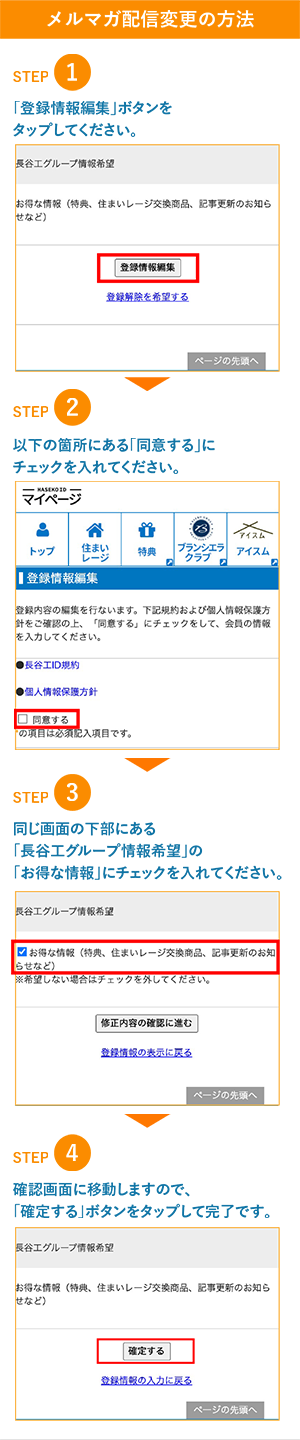 メルマガ配信変更の方法
STEP 1
「登録情報編集」ボタンを
タップしてください。
長谷工グループ情報希望
お得な情報（特典、住まいレージ交換商品、記事更新のお知ら
せなど）
登録情報編集
登録解除を希望する
ページの先頭へ
STEP 2
以下の箇所にある「同意する」に
チェックを入れてください。
HASEKO ID
マイページ
トップ
住まい
レージ
特典
ブランシエラ
クラブ
アイスム
アイスム
登録情報編集
登録内容の編集を行ないます。下記規約および個人情報保護方
針をご確認の上、「同意する」にチェックをして、会員の情報
を入力してください。
●長谷工ID規約
●個人情報保護方針
同意する
*の項目は必須記入項目です。
STEP 3
同じ画面の下部にある
「長谷工グループ情報希望」の
「お得な情報」にチェックを入れてください。
長谷工グループ情報希望
お得な情報（特典、住まいレージ交換商品、記事更新のお知
らせなど）
※希望しない場合はチェックを外してください。
修正内容の確認に進む
登録情報の表示に戻る
ページの先頭へ
STEP 4
確認画面に移動しますので、
「確定する」ボタンをタップして完了です。
長谷工グループ情報希望
お得な情報（特典、住まいレージ交換商品、記事更新のお知ら
せなど）
確定する
登録情報の入力に戻る
ページの先頭へ